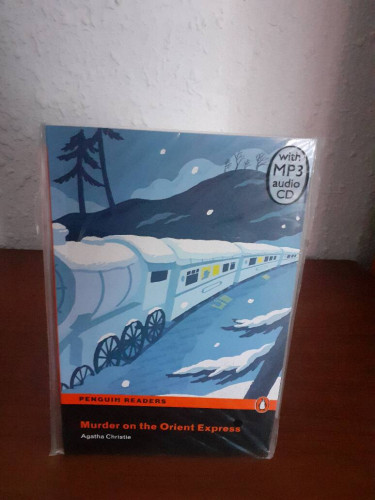 with
MP3
audio
CD
PENGUIN READERS
Murder on the Orient Express
Agatha Christie